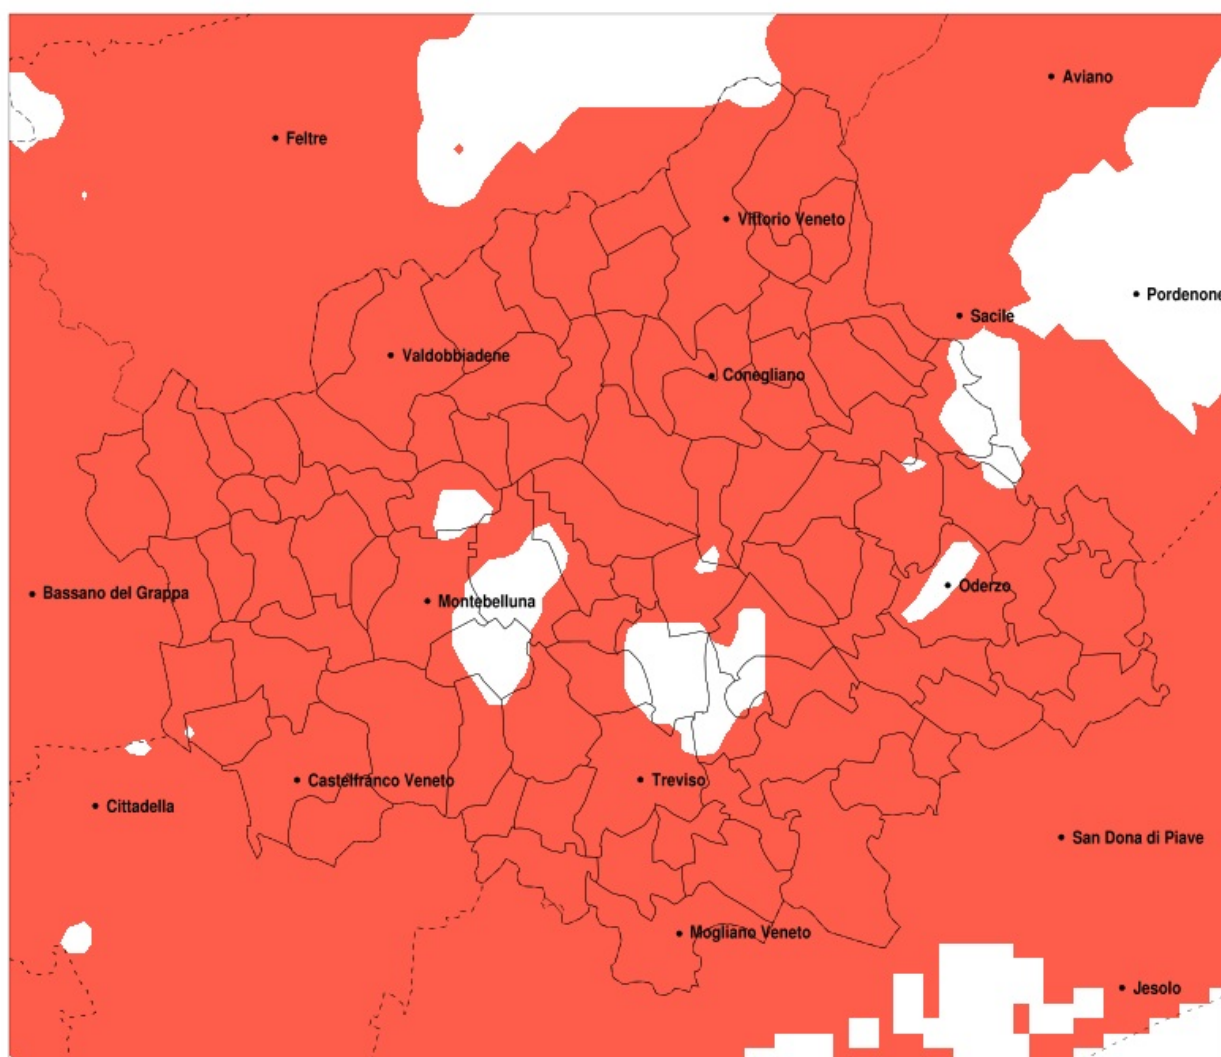 Aviano
Feltre
Vittorio Veneto
Pordenone
Sacile
Valdobbiadene
Conegliano
Oderzo
Bassano del Grappa
Montebelluna
Castelfranco Veneto
Treviso
Cittadella
San Dona di Piave
Mogliano Veneto
Jesolo